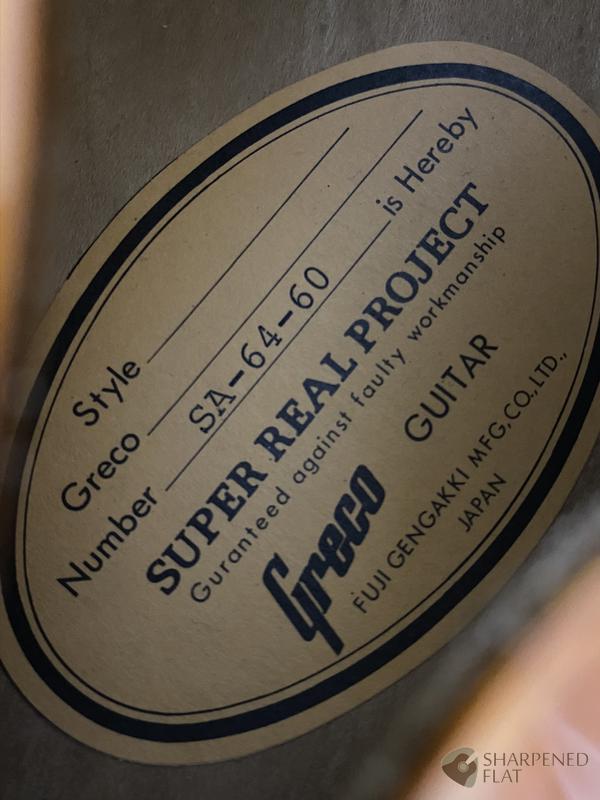 Style
Greco SA-64-60
Number is Hereby
SUPER REAL PROJECT
Guranteed against faulty workmanship
Greco GUITAR
FUJI GENGAKKI MFG,CO,LTD.,
JAPAN
SHARPENED
FLAT